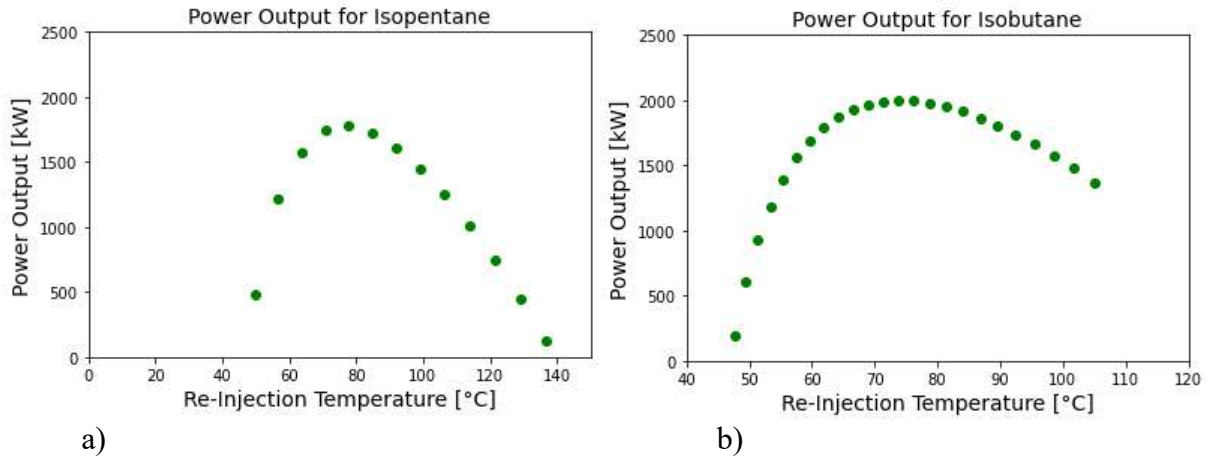 Power Output for Isopentane
2500
2000
1500
1000
500
0
Power Output [kW]
0 20 40 60 80 100 120 140
Re-Injection Temperature [°C]
a)
Power Output for Isobutane
2500
2000
1500
1000
500
0
Power Output [kW]
40 50 60 70 80 90 100 110 120
Re-Injection Temperature [°C]
b)